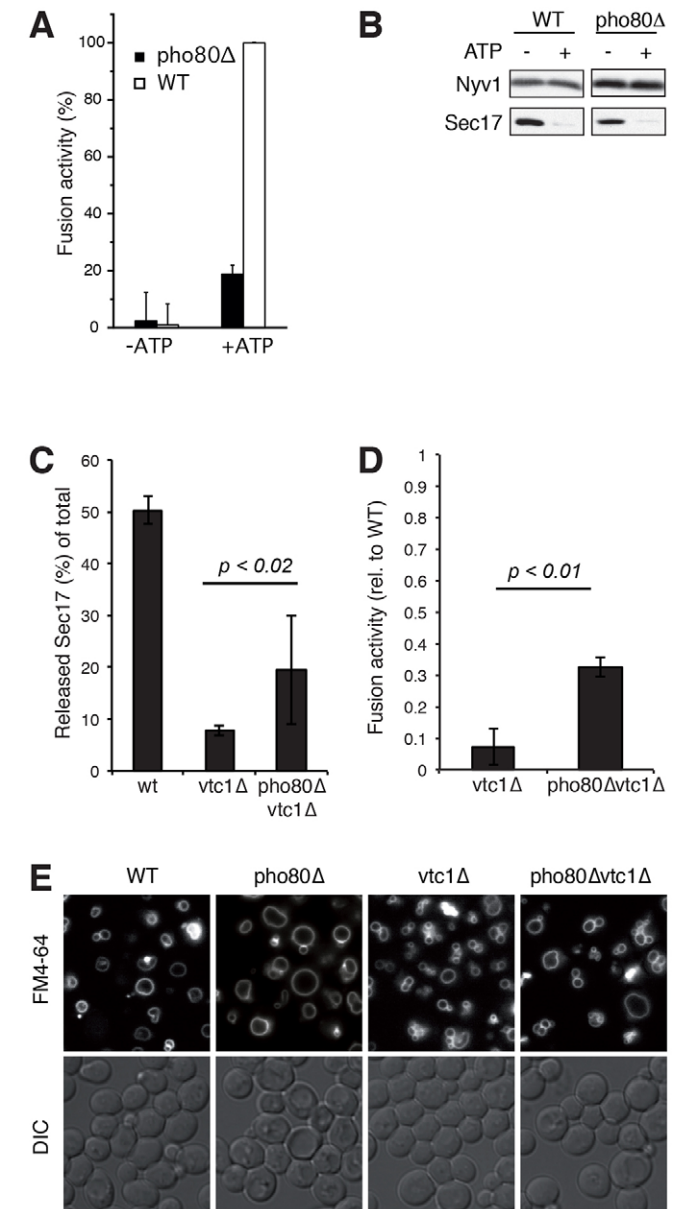 A
Fusion activity (%)
100
80
60
40
20
0
pho80Δ
WT
-ATP
+ATP
B
WT pho80Δ
ATP - + - +
Nyv1
Sec17
C
Released Sec17 (%) of total
60
50
40
30
20
10
0
p < 0.02
wt vtc1Δ pho80Δ
vtc1Δ
D
Fusion activity (rel. to WT)
1
0.9
0.8
0.7
0.6
0.5
0.4
0.3
0.2
0.1
0
p < 0.01
vtc1Δ pho80Δvtc1Δ
E
WT pho80Δ vtc1Δ pho80Δvtc1Δ
FM4-64
DIC